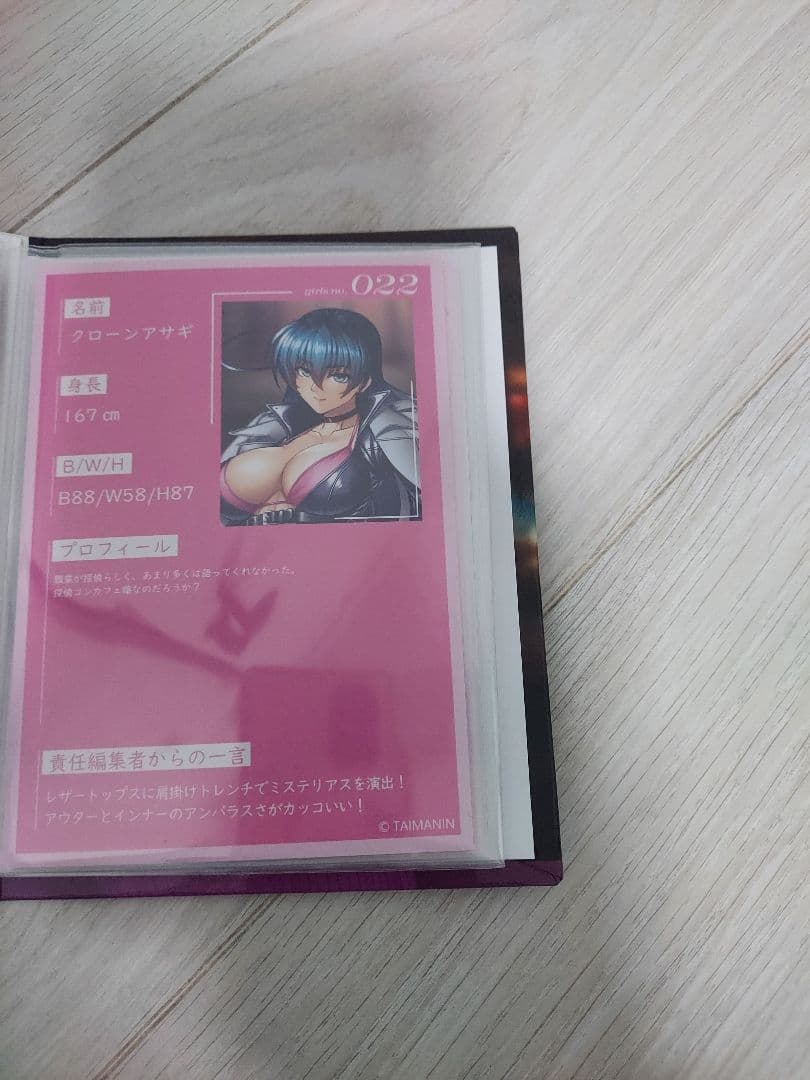 girls no. 022
名前
クローンアサギ
身長
167 cm
B/W/H
B88/W58/H87
プロフィール
職業が探偵らしく、あまり多くは語ってくれなかった。
探偵コンカフェ嬢なのだろうか？
責任編集者からの一言
レザートップスに肩掛けトレンチでミステリアスを演出！
アウターとインナーのアンバラスさがカッコいい！
© TAIMANIN